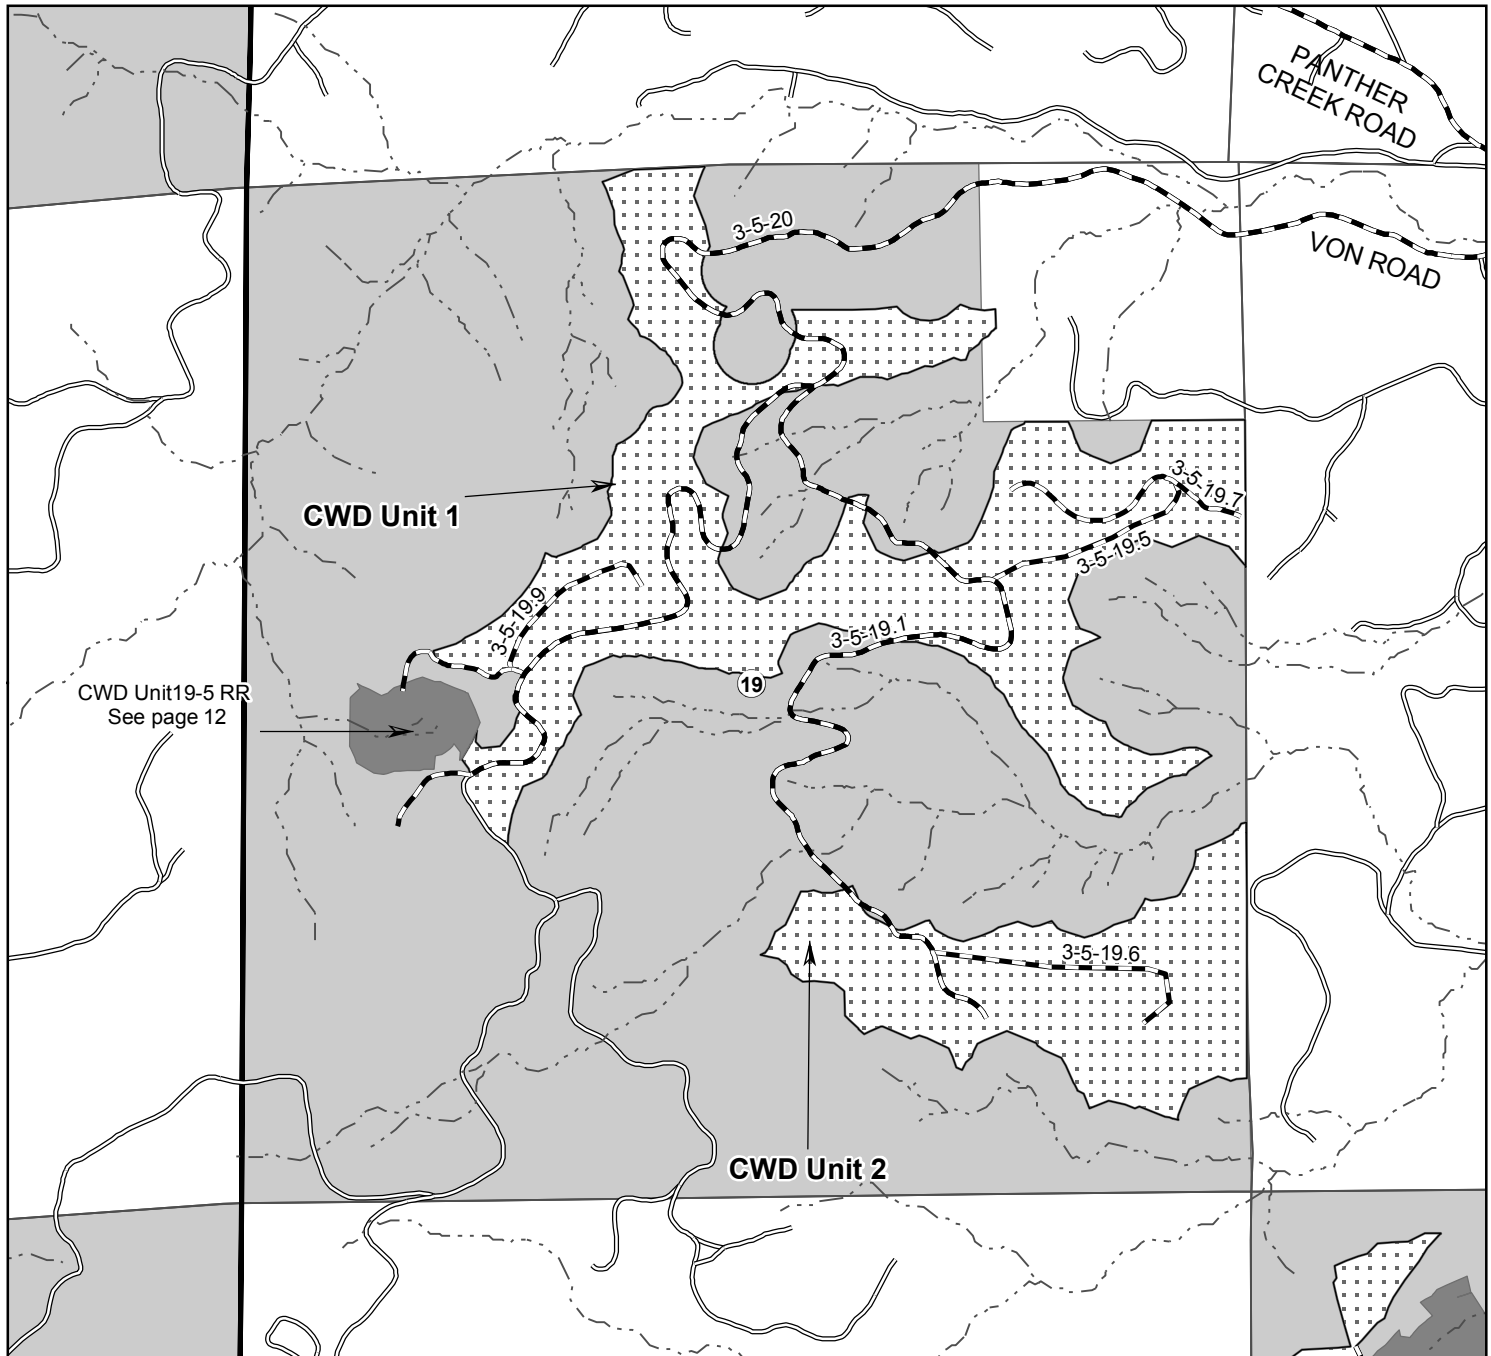 PANTHER
CREEK ROAD
3-5-20
VON ROAD
3-5-19.7
CWD Unit 1
3-5-19.5
3-5-19.9
3-5-19.1
19
CWD Unit19-5 RR
See page 12
3-5-19.6
CWD Unit 2